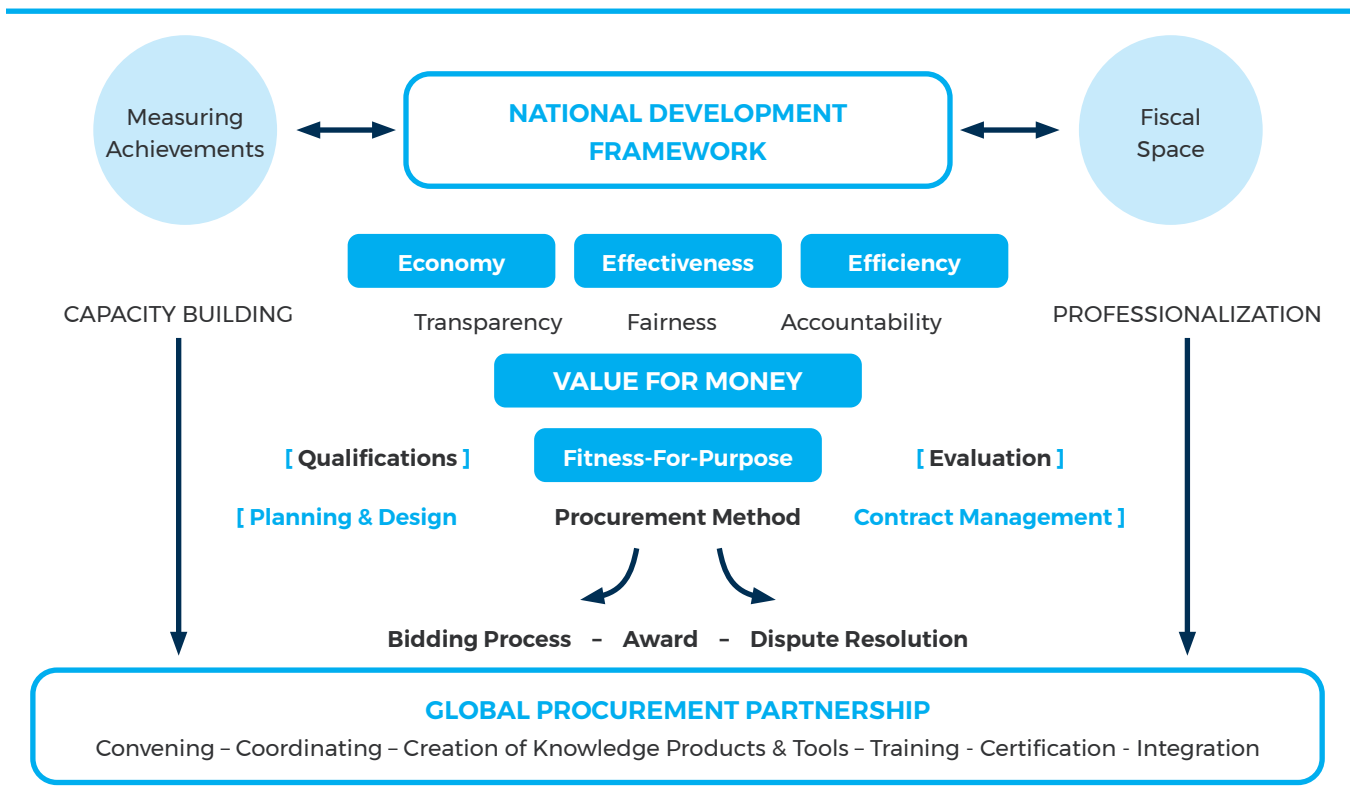 Measuring
Achievements
NATIONAL DEVELOPMENT
FRAMEWORK
Fiscal
Space
Economy
Effectiveness
Efficiency
CAPACITY BUILDING
Transparency
Fairness
Accountability
PROFESSIONALIZATION
VALUE FOR MONEY
[ Qualifications ]
Fitness-For-Purpose
[ Evaluation ]
[ Planning & Design
Procurement Method
Contract Management ]
Bidding Process – Award – Dispute Resolution
GLOBAL PROCUREMENT PARTNERSHIP
Convening – Coordinating – Creation of Knowledge Products & Tools – Training - Certification - Integration